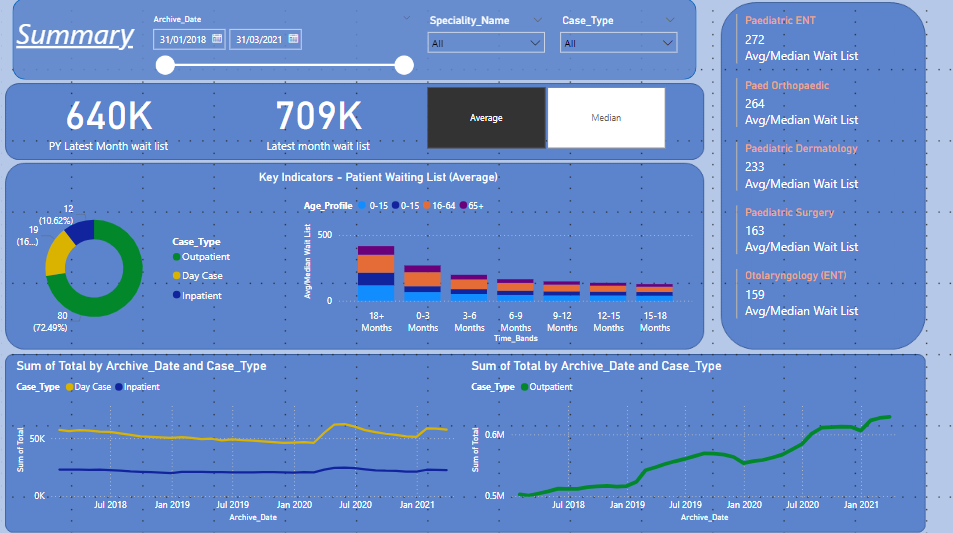 Summary
Archive_Date
31/01/2018
31/03/2021
Speciality_Name
All
Case_Type
All
640K
PY Latest Month wait list
709K
Latest month wait list
Average
Median
Paediatric ENT
272
Avg/Median Wait List
Paed Orthopaedic
264
Avg/Median Wait List
Paediatric Dermatology
233
Avg/Median Wait List
Paediatric Surgery
163
Avg/Median Wait List
Otolaryngology (ENT)
159
Avg/Median Wait List
Key Indicators - Patient Waiting List (Average)
12
(10.62%)
19
(16...)
80
(72.49%)
Case_Type
Outpatient
Day Case
Inpatient
Age_Profile 0-15 0-15 16-64 65+
Avg/Median Wait List
500
0
18+ 0-3 3-6 6-9 9-12 12-15 15-18
Months Months Months Months Months Months Months
Time_Bands
Sum of Total by Archive_Date and Case_Type
Case_Type Day Case Inpatient
Sum of Total
50K
0K
Jul 2018 Jan 2019 Jul 2019 Jan 2020 Jul 2020 Jan 2021
Archive_Date
Sum of Total by Archive_Date and Case_Type
Case_Type Outpatient
Sum of Total
0.6M
0.5M
Jul 2018 Jan 2019 Jul 2019 Jan 2020 Jul 2020 Jan 2021
Archive_Date